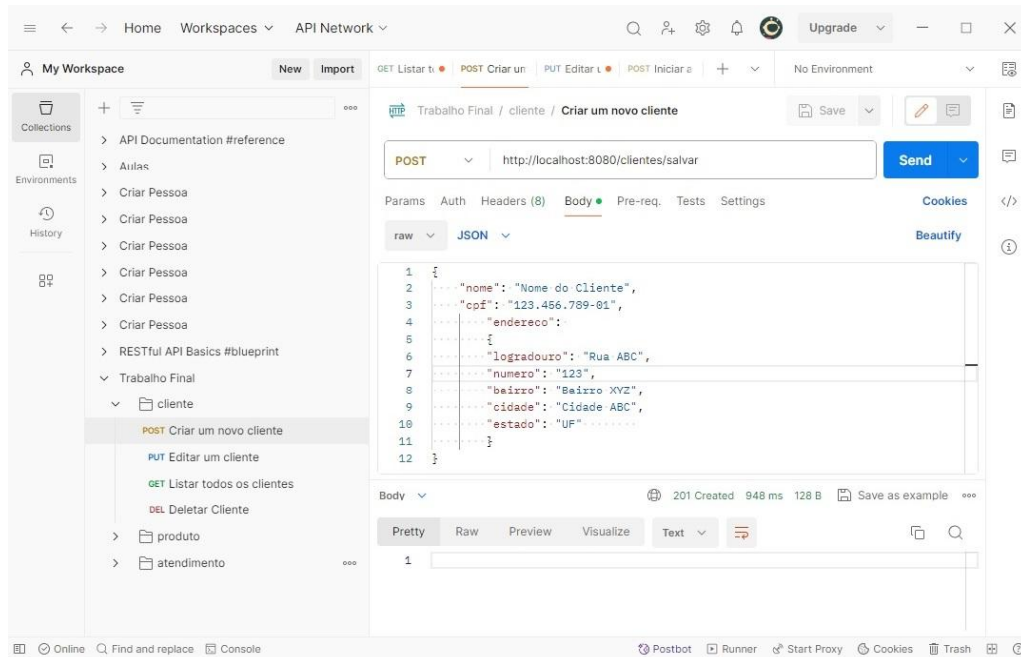 Home Workspaces API Network Upgrade
My Workspace New Import
GET Listar t POST Criar un PUT Editar u POST Iniciar a No Environment
Collections
Environments
History
API Documentation #reference
Aulas
Criar Pessoa
Criar Pessoa
Criar Pessoa
Criar Pessoa
Criar Pessoa
Criar Pessoa
RESTful API Basics #blueprint
Trabalho Final
cliente
POST Criar um novo cliente
PUT Editar um cliente
GET Listar todos os clientes
DEL Deletar Cliente
produto
atendimento
HTTP Trabalho Final / cliente / Criar um novo cliente Save
POST http://localhost:8080/clientes/salvar Send
Params Auth Headers (8) Body Pre-req. Tests Settings Cookies
raw JSON Beautify
1 {
2 "nome": "Nome do Cliente",
3 "cpf": "123.456.789-01",
4 "endereco":
5 {
6 "logradouro": "Rua ABC",
7 "numero": "123",
8 "bairro": "Bairro XYZ",
9 "cidade": "Cidade ABC",
10 "estado": "UF"
11 }
12 }
Body 201 Created 948 ms 128 B Save as example
Pretty Raw Preview Visualize Text
1
Online Find and replace Console Postbot Runner Start Proxy Cookies Trash